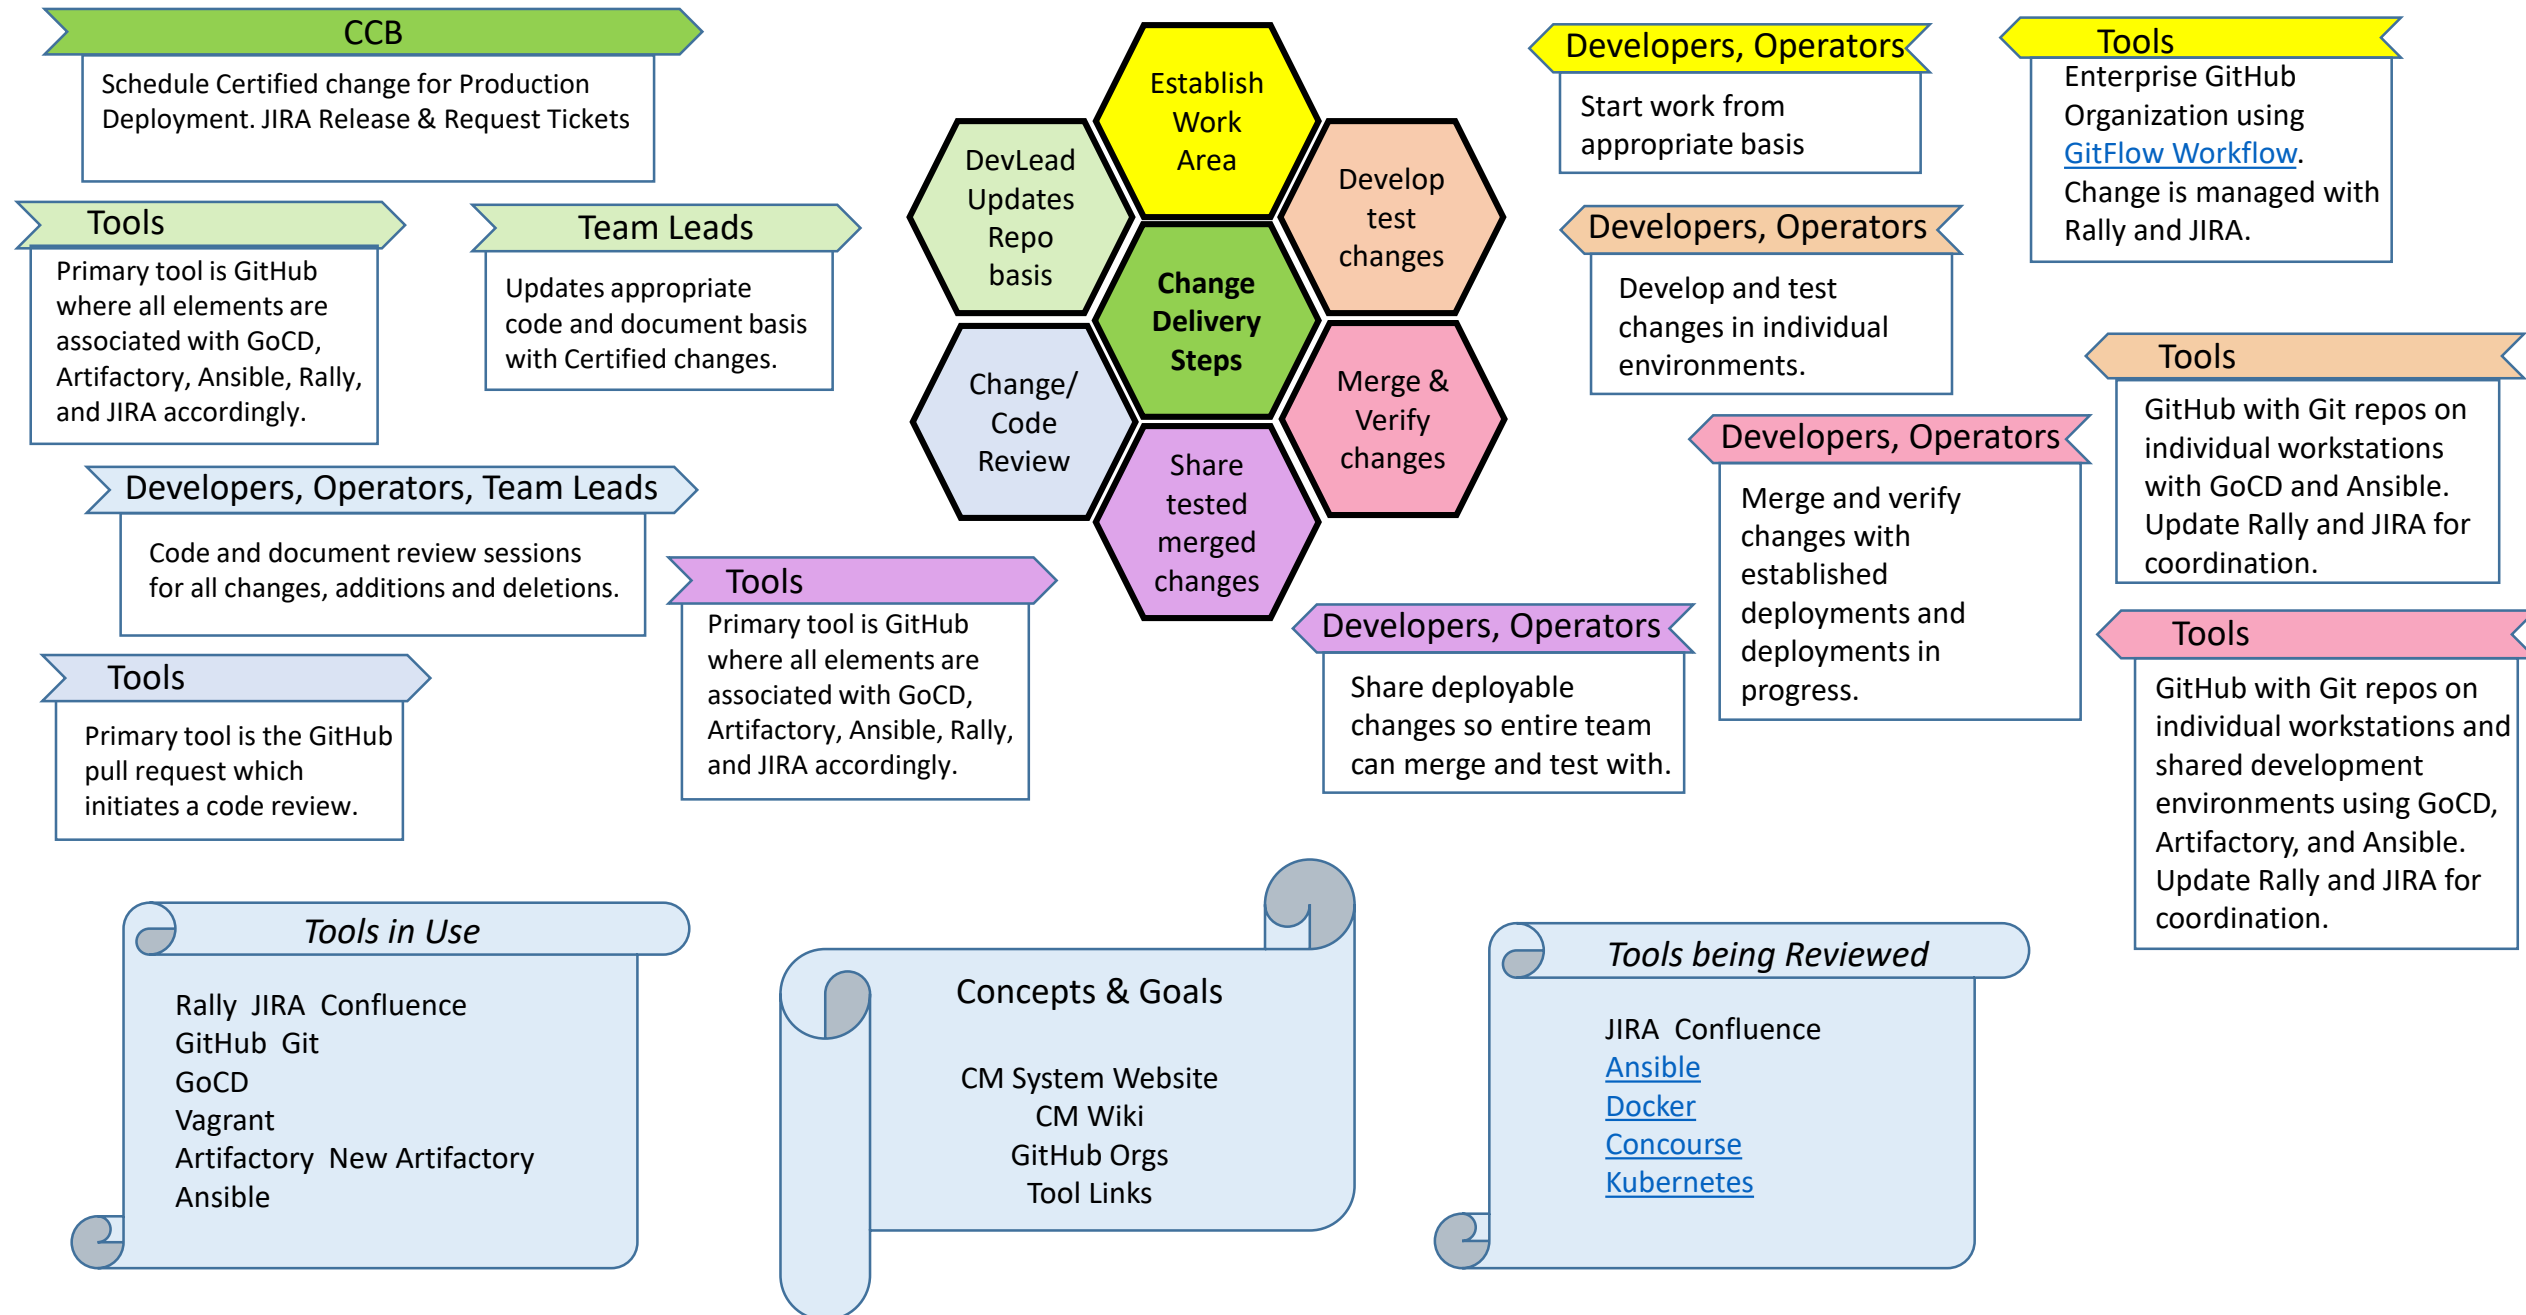 CCB
Schedule Certified change for Production
Deployment. JIRA Release & Request Tickets
Tools
Primary tool is GitHub
where all elements are
associated with GoCD,
Artifactory, Ansible, Rally,
and JIRA accordingly.
Team Leads
Updates appropriate
code and document basis
with Certified changes.
Developers, Operators, Team Leads
Code and document review sessions
for all changes, additions and deletions.
Tools
Primary tool is the GitHub
pull request which
initiates a code review.
Tools
Primary tool is GitHub
where all elements are
associated with GoCD,
Artifactory, Ansible, Rally,
and JIRA accordingly.
Establish
Work
Area
DevLead
Updates
Repo
basis
Develop
test
changes
Change
Delivery
Steps
Change/
Code
Review
Merge &
Verify
changes
Share
tested
merged
changes
Developers, Operators
Start work from
appropriate basis
Tools
Enterprise GitHub
Organization using
GitFlow Workflow.
Change is managed with
Rally and JIRA.
Developers, Operators
Develop and test
changes in individual
environments.
Tools
GitHub with Git repos on
individual workstations
with GoCD and Ansible.
Update Rally and JIRA for
coordination.
Developers, Operators
Merge and verify
changes with
established
deployments and
deployments in
progress.
Tools
GitHub with Git repos on
individual workstations and
shared development
environments using GoCD,
Artifactory, and Ansible.
Update Rally and JIRA for
coordination.
Developers, Operators
Share deployable
changes so entire team
can merge and test with.
Tools in Use
Rally JIRA Confluence
GitHub Git
GoCD
Vagrant
Artifactory New Artifactory
Ansible
Concepts & Goals
CM System Website
CM Wiki
GitHub Orgs
Tool Links
Tools being Reviewed
JIRA Confluence
Ansible
Docker
Concourse
Kubernetes